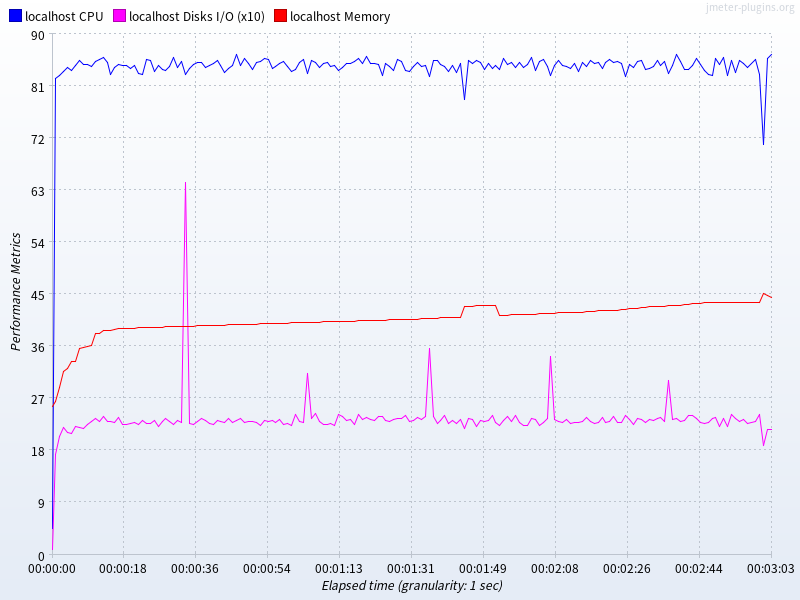 localhost CPU localhost Disks I/O (x10) localhost Memory
jmeter-plugins.org
90
81
72
63
54
45
36
27
18
9
0
Performance Metrics
00:00:00 00:00:18 00:00:36 00:00:54 00:01:13 00:01:31 00:01:49 00:02:08 00:02:26 00:02:44 00:03:03
Elapsed time (granularity: 1 sec)